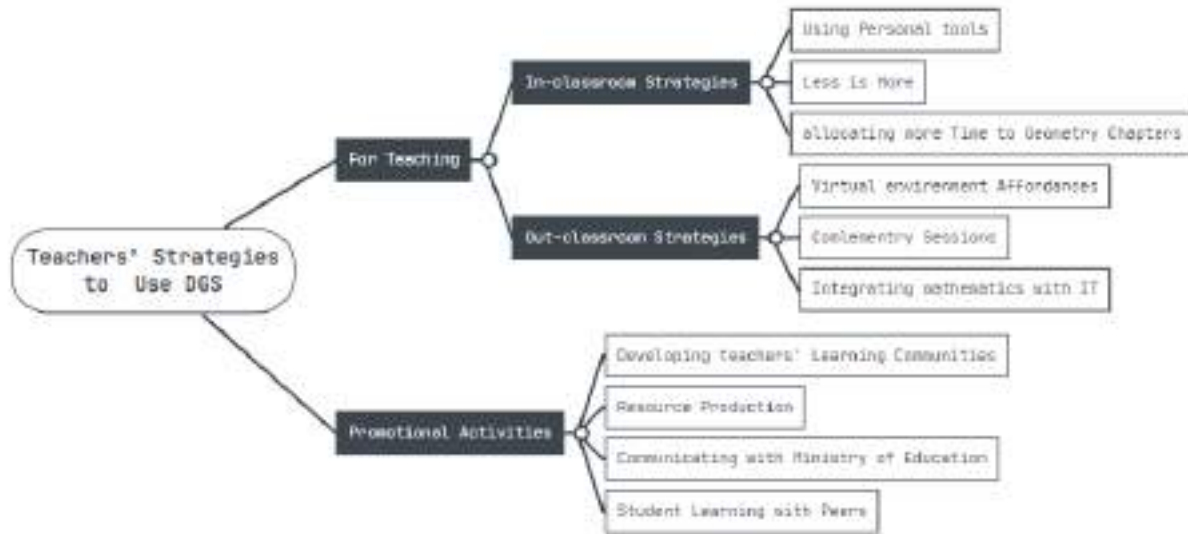 Teachers' Strategies
to Use DGS
For Teaching
In-classroom Strategies
Using Personal tools
Less is More
allocating more Time to Geometry Chapters
Out-classroom Strategies
Virtual envirenment Affordances
Comlementry Sessions
Integrating mathematics with IT
Promotional Activities
Developing teachers' Learning Communities
Resource Production
Communicating with Ministry of Education
Student Learning with Peers